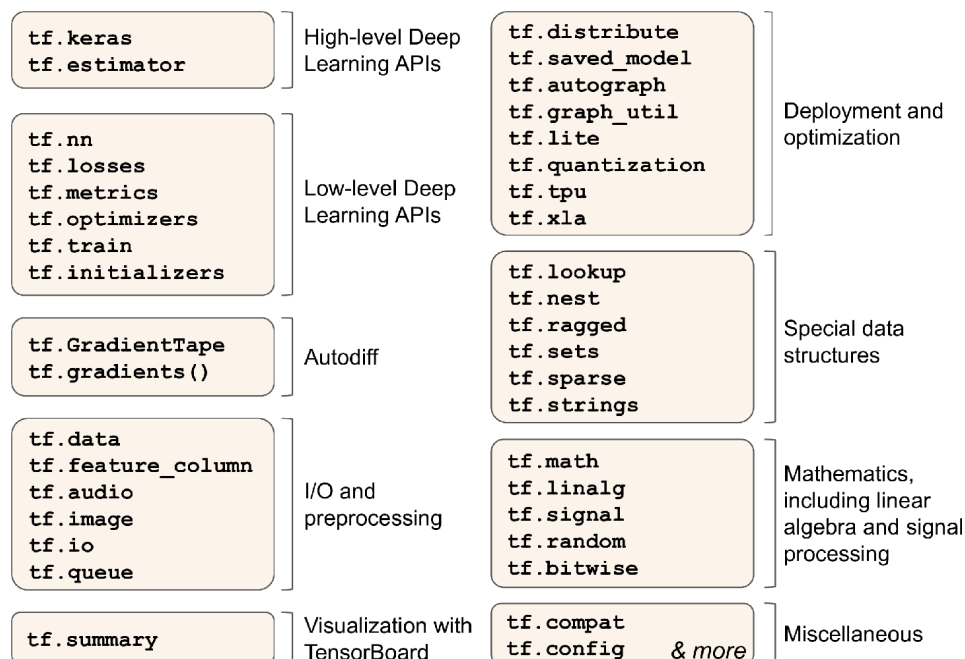 tf.keras
tf.estimator
High-level Deep
Learning APIs
tf.nn
tf.losses
tf.metrics
tf.optimizers
tf.train
tf.initializers
Low-level Deep
Learning APIs
tf.GradientTape
tf.gradients()
Autodiff
tf.data
tf.feature_column
tf.audio
tf.image
tf.io
tf.queue
I/O and
preprocessing
tf.summary
Visualization with
TensorBoard
tf.distribute
tf.saved_model
tf.autograph
tf.graph_util
tf.lite
tf.quantization
tf.tpu
tf.xla
Deployment and
optimization
tf.lookup
tf.nest
tf.ragged
tf.sets
tf.sparse
tf.strings
Special data
structures
tf.math
tf.linalg
tf.signal
tf.random
tf.bitwise
Mathematics,
including linear
algebra and signal
processing
tf.compat
tf.config & more
Miscellaneous